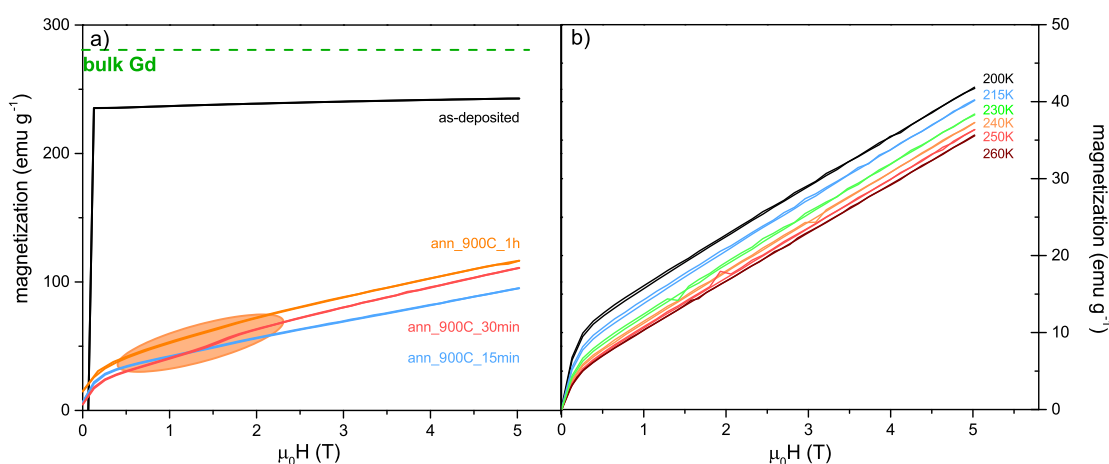 a)
300
200
100
0
magnetization (emu g⁻¹)
bulk Gd
as-deposited
ann_900C_1h
ann_900C_30min
ann_900C_15min
0 1 2 3 4 5
μ₀H (T)
b)
50
40
30
20
10
0
magnetization (emu g⁻¹)
200K
215K
230K
240K
250K
260K
0 1 2 3 4 5
μ₀H (T)